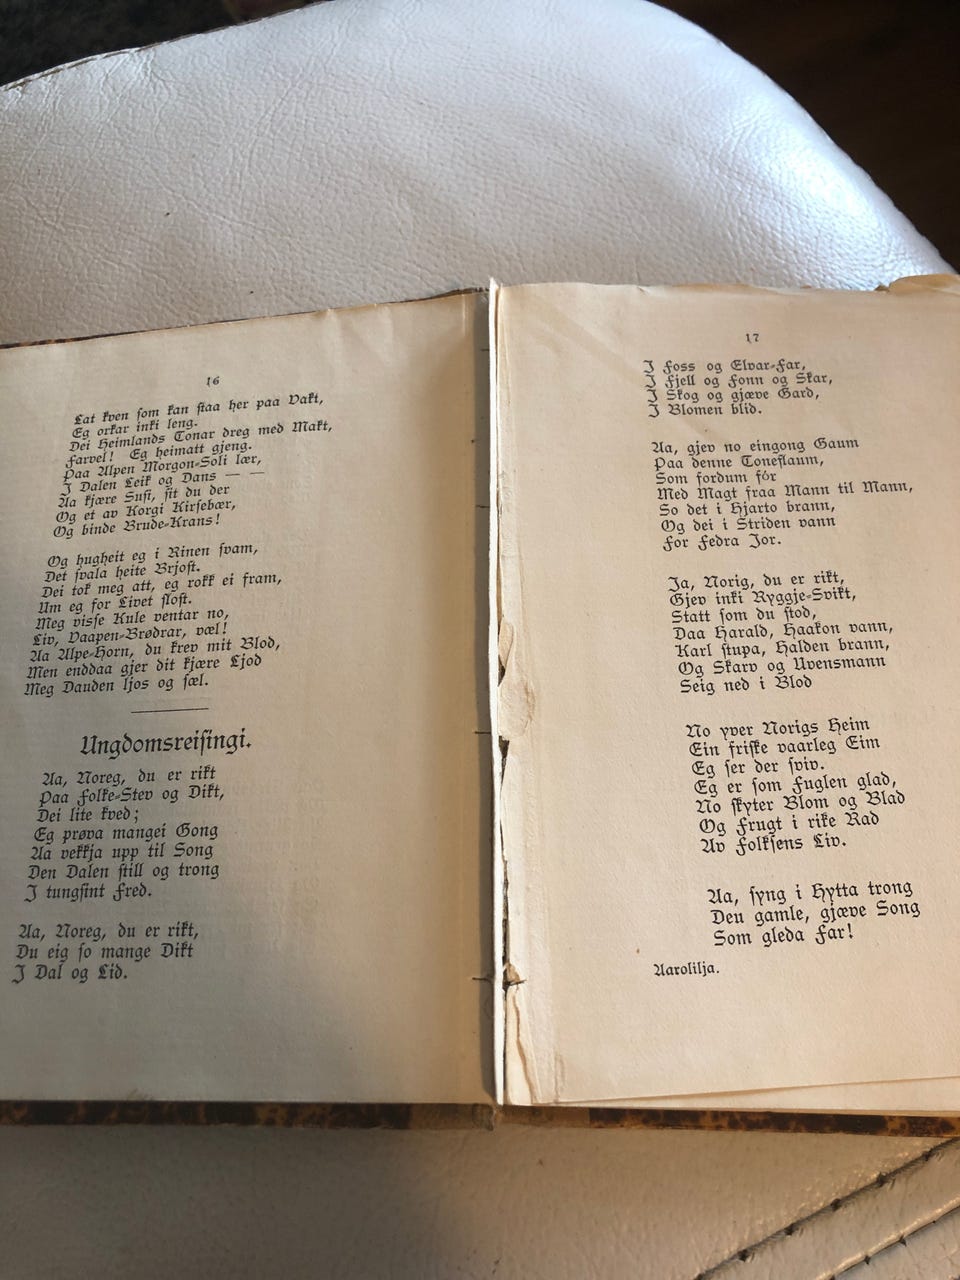 16
Lat kven som kan staa her paa Vakt,
Eg orkar inki leng.
Dei Heimlands Tonar dreg med Makt,
Farvel! Eg heimatt gjeng.
Paa Alpen Morgon-Soli lær,
I Dalen Leik og Dans — —
Aa kjære Susi, sit du der
Og et av Korgi Kirsebær,
Og binde Brude-Krans!
Og hugheit eg i Rinen svam,
Det svala heite Brjost.
Dei tok meg att, eg rokk ei fram,
Um eg for Livet slost.
Meg visse Kule ventar no,
Liv, Vaapen-Brødrar, væl!
Aa Alpe-Horn, du krev mit Blod,
Men enddaa gjer dit kjære Ljod
Meg Dauden ljos og sæl.
Ungdomsreisingi.
Aa, Noreg, du er rikt
Paa Folke-Stev og Dikt,
Dei lite kved;
Eg prøva mangei Gong
Aa vekkja upp til Song
Den Dalen still og trong
I tungsint Fred.
Aa, Noreg, du er rikt,
Du eig so mange Dikt
I Dal og Lid.
17
I Foss og Elvar-Far,
I Fjell og Fonn og Skar,
I Skog og gjæve Gard,
I Blomen blid.
Aa, gjev no eingong Gaum
Paa denne Toneflaum,
Som fordum fór
Med Magt fraa Mann til Mann,
So det i Hjarto brann,
Og dei i Striden vann
For Fedra Jor.
Ja, Norig, du er rikt,
Gjev inki Ryggje-Svikt,
Statt som du stod,
Daa Harald, Haakon vann,
Karl stupa, Halden brann,
Og Skarv og Uvensmann
Seig ned i Blod
No yver Norigs Heim
Ein friske vaarleg Eim
Eg ser der sviv.
Eg er som Fuglen glad,
No skyter Blom og Blad
Og Frugt i rike Rad
Av Folksens Liv.
Aa, syng i Hytta trong
Deu gamle, gjæve Song
Som gleda Far!
Aarolilja.